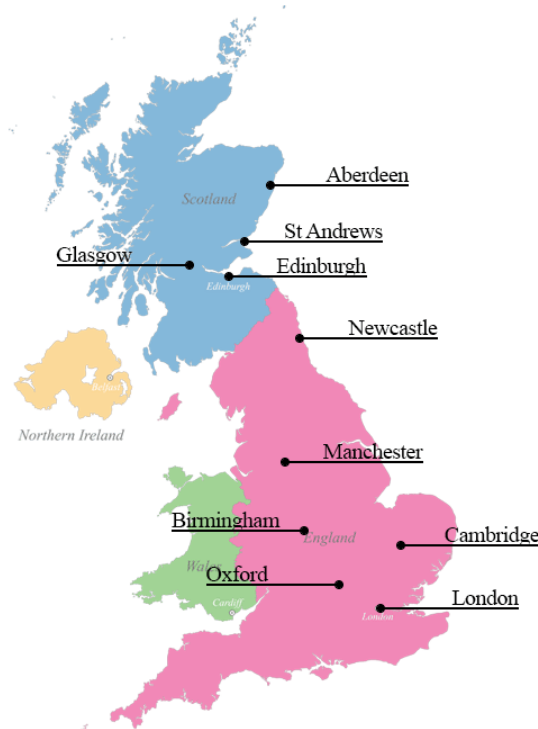 Aberdeen
Scotland
St Andrews
Glasgow
Edinburgh
Edinburgh
Newcastle
Belfast
Northern Ireland
Manchester
Birmingham
England
Cambridge
Wales
Oxford
London
Cardiff
London